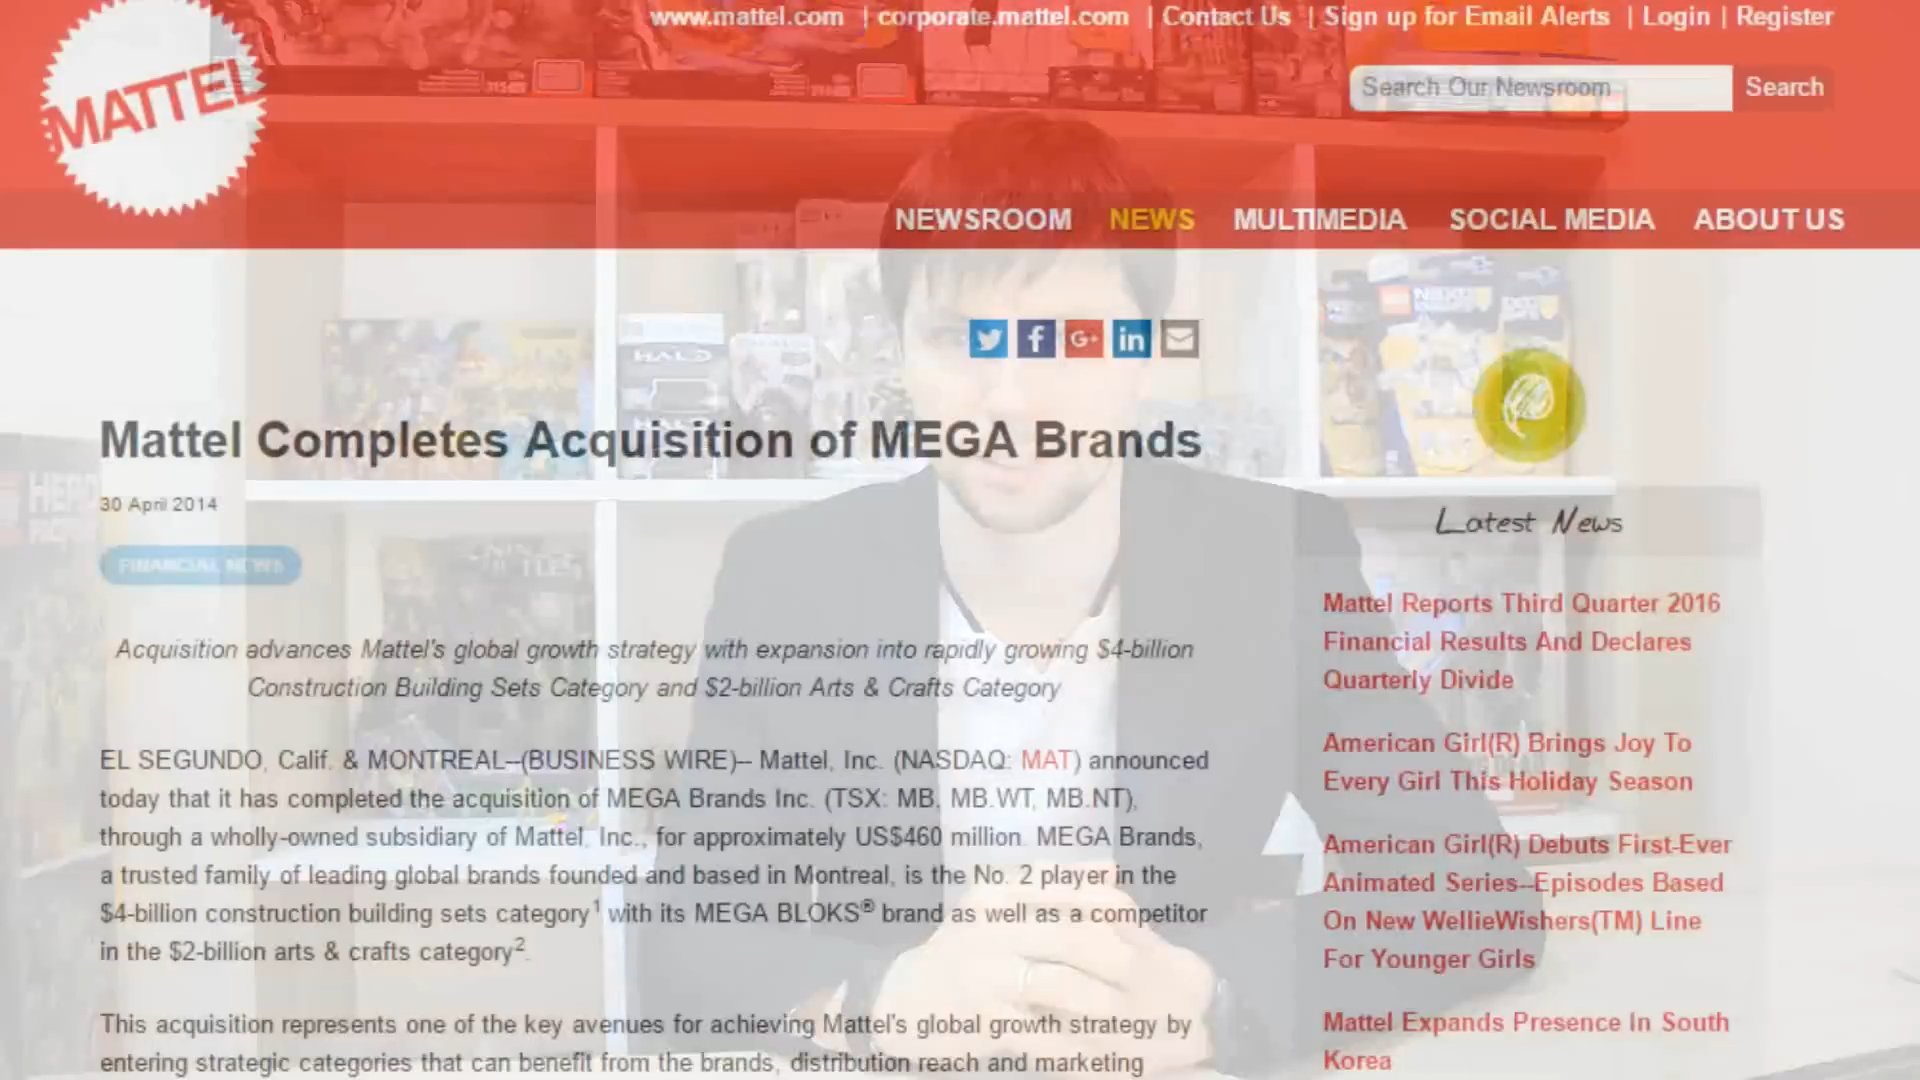 www.mattel.com | corporate.mattel.com | Contact Us | Sign up for Email Alerts | Login | Register
MATTEL
Search Our Newsroom Search
NEWSROOM NEWS MULTIMEDIA SOCIAL MEDIA ABOUT US
HALO
Mattel Completes Acquisition of MEGA Brands
30 April 2014
FINANCIAL NEWS
Acquisition advances Mattel's global growth strategy with expansion into rapidly growing $4-billion
Construction Building Sets Category and $2-billion Arts & Crafts Category
EL SEGUNDO, Calif. & MONTREAL--(BUSINESS WIRE)-- Mattel, Inc. (NASDAQ: MAT) announced
today that it has completed the acquisition of MEGA Brands Inc. (TSX: MB, MB.WT, MB.NT),
through a wholly-owned subsidiary of Mattel, Inc., for approximately US$460 million. MEGA Brands,
a trusted family of leading global brands founded and based in Montreal, is the No. 2 player in the
$4-billion construction building sets category1 with its MEGA BLOKS® brand as well as a competitor
in the $2-billion arts & crafts category2.
This acquisition represents one of the key avenues for achieving Mattel's global growth strategy by
entering strategic categories that can benefit from the brands, distribution reach and marketing
Latest News
Mattel Reports Third Quarter 2016
Financial Results And Declares
Quarterly Divide
American Girl(R) Brings Joy To
Every Girl This Holiday Season
American Girl(R) Debuts First-Ever
Animated Series--Episodes Based
On New WellieWishers(TM) Line
For Younger Girls
Mattel Expands Presence In South
Korea